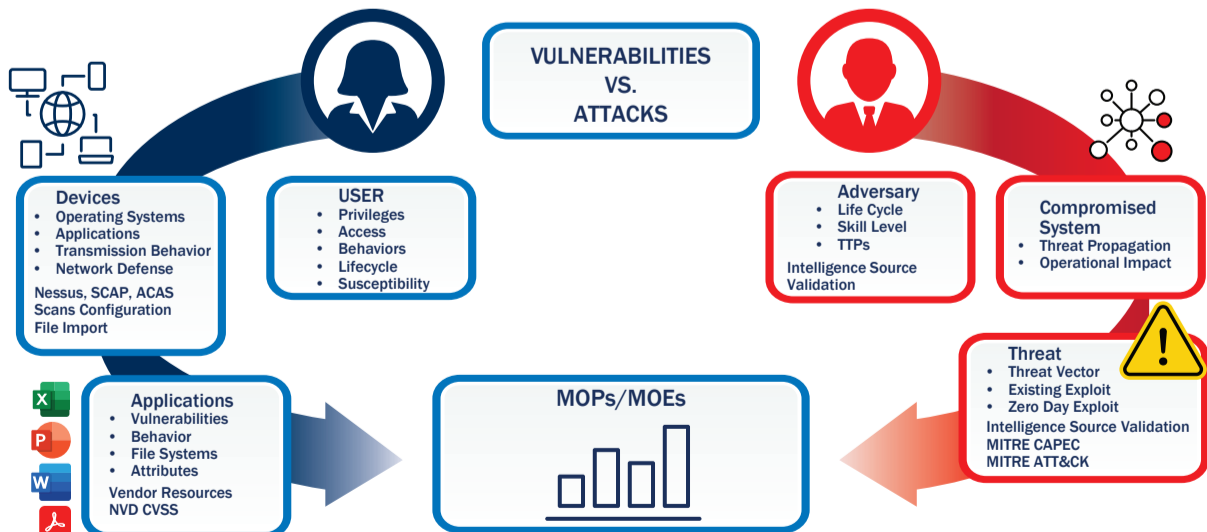 VULNERABILITIES
VS.
ATTACKS
Devices
• Operating Systems
• Applications
• Transmission Behavior
• Network Defense
Nessus, SCAP, ACAS
Scans Configuration
File Import
USER
• Privileges
• Access
• Behaviors
• Lifecycle
• Susceptibility
Adversary
• Life Cycle
• Skill Level
• TTPs
Intelligence Source
Validation
Compromised
System
• Threat Propagation
• Operational Impact
X
P
W
Applications
• Vulnerabilities
• Behavior
• File Systems
• Attributes
Vendor Resources
NVD CVSS
MOPs/MOEs
!
Threat
• Threat Vector
• Existing Exploit
• Zero Day Exploit
Intelligence Source Validation
MITRE CAPEC
MITRE ATT&CK